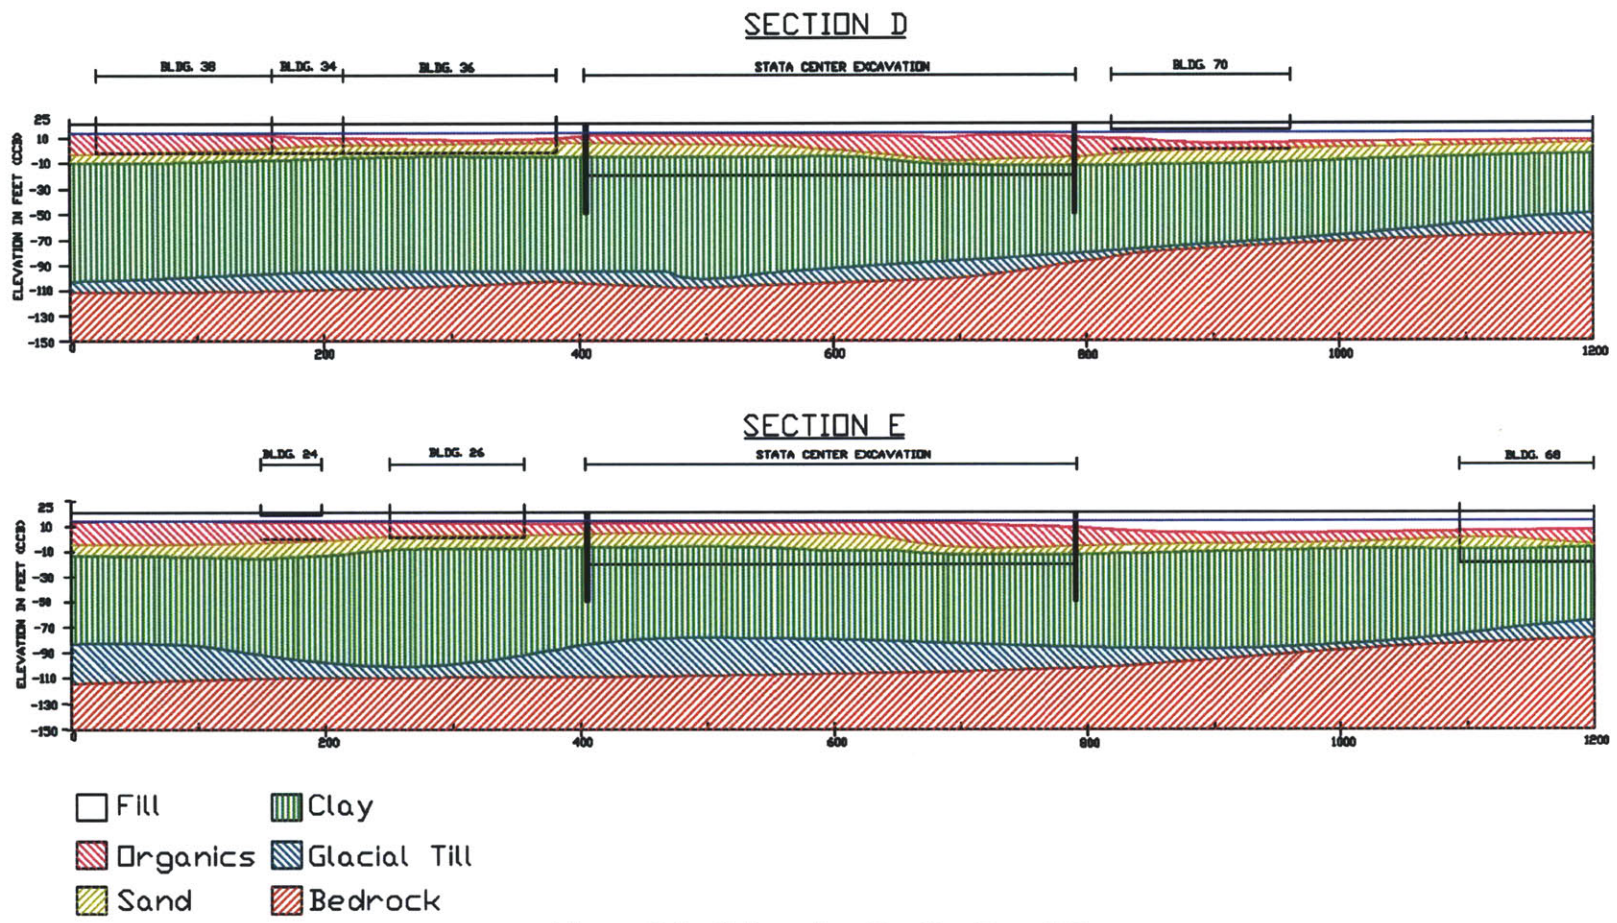 SECTION D
BLDG. 38 BLDG. 34 BLDG. 36 STATA CENTER EXCAVATION BLDG. 70
ELEVATION IN FEET (CCB)
25
10
-10
-30
-50
-70
-90
-110
-130
-150
0 200 400 600 800 1000 1200
SECTION E
BLDG. 24 BLDG. 26 STATA CENTER EXCAVATION BLDG. 68
ELEVATION IN FEET (CCB)
25
10
-10
-30
-50
-70
-90
-110
-130
-150
0 200 400 600 800 1000 1200
Fill Clay
Organics Glacial Till
Sand Bedrock